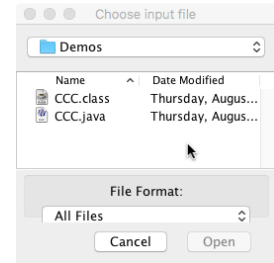 Choose input file
Demos
Name Date Modified
CCC.class Thursday, Augus...
CCC.java Thursday, Augus...
File Format:
All Files
Cancel Open